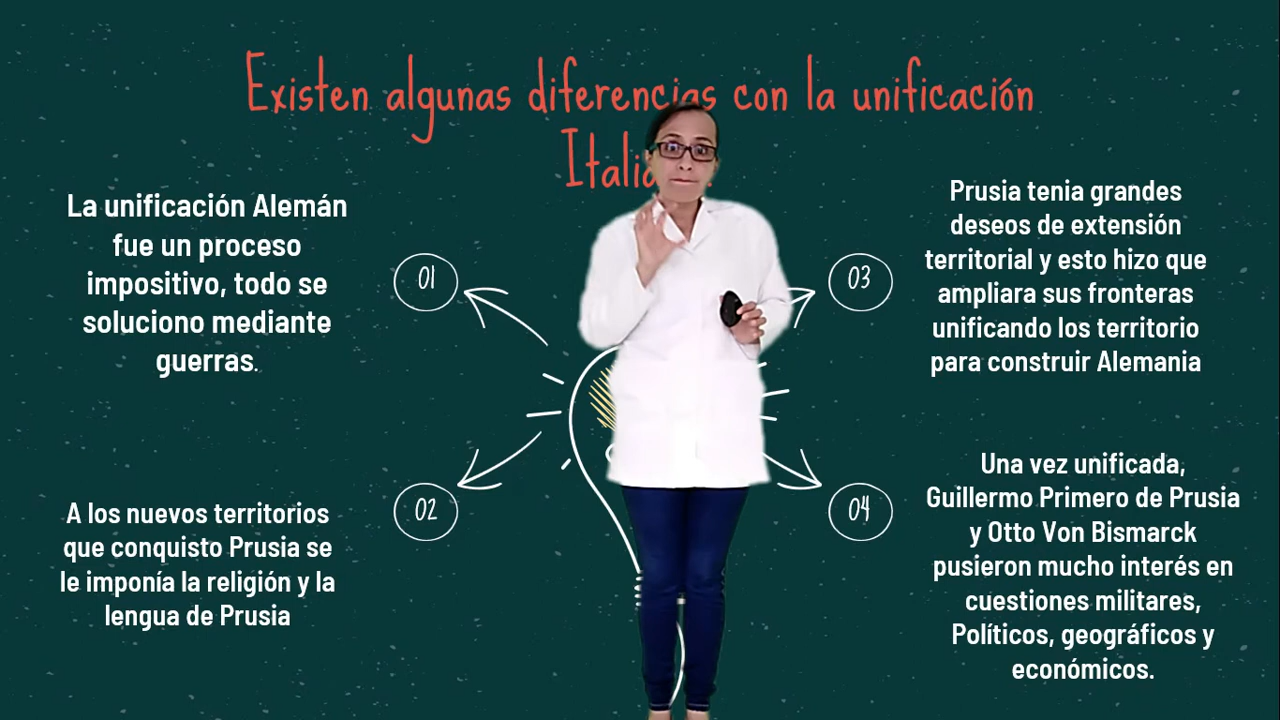 Existen algunas diferencias con la unificación
01
La unificación Alemán
fue un proceso
impositivo, todo se
soluciono mediante
guerras.
02
A los nuevos territorios
que conquisto Prusia se
le imponía la religión y la
lengua de Prusia
03
Prusia tenia grandes
deseos de extensión
territorial y esto hizo que
ampliara sus fronteras
unificando los territorio
para construir Alemania
04
Una vez unificada,
Guillermo Primero de Prusia
y Otto Von Bismarck
pusieron mucho interés en
cuestiones militares,
Políticos, geográficos y
económicos.